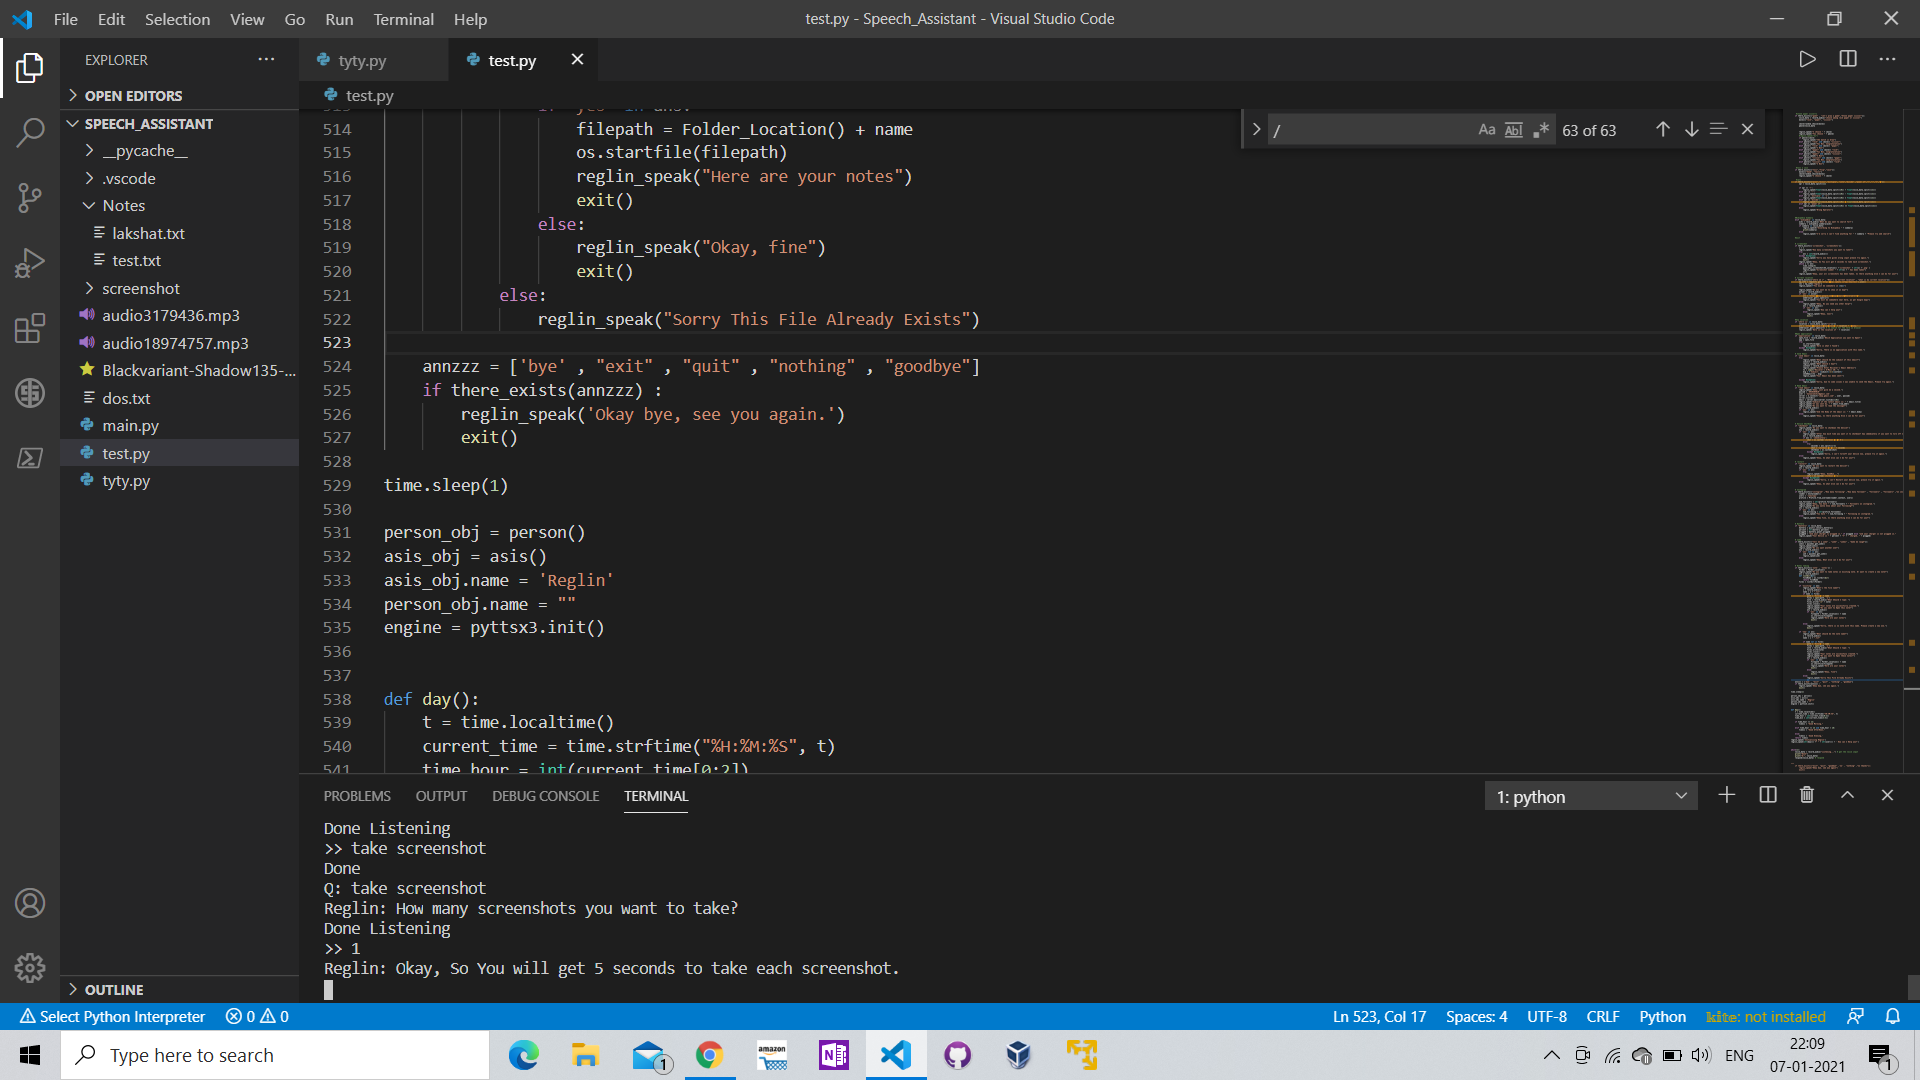 File Edit Selection View Go Run Terminal Help
test.py - Speech_Assistant - Visual Studio Code
EXPLORER
OPEN EDITORS
SPEECH_ASSISTANT
__pycache__
.vscode
Notes
lakshat.txt
test.txt
screenshot
audio3179436.mp3
audio18974757.mp3
Blackvariant-Shadow135-...
dos.txt
main.py
test.py
tyty.py
OUTLINE
tyty.py
test.py
test.py
/
Aa Abl .*
63 of 63
514 filepath = Folder_Location() + name
515 os.startfile(filepath)
516 reglin_speak("Here are your notes")
517 exit()
518 else:
519 reglin_speak("Okay, fine")
520 exit()
521 else:
522 reglin_speak("Sorry This File Already Exists")
523
524 annzzz = ['bye' , "exit" , "quit" , "nothing" , "goodbye"]
525 if there_exists(annzzz) :
526 reglin_speak('Okay bye, see you again.')
527 exit()
528
529 time.sleep(1)
530
531 person_obj = person()
532 asis_obj = asis()
533 asis_obj.name = 'Reglin'
534 person_obj.name = ""
535 engine = pyttsx3.init()
536
537
538 def day():
539 t = time.localtime()
540 current_time = time.strftime("%H:%M:%S", t)
541 time_hour = int(current_time[0:2])
PROBLEMS OUTPUT DEBUG CONSOLE TERMINAL
1: python
Done Listening
>> take screenshot
Done
Q: take screenshot
Reglin: How many screenshots you want to take?
Done Listening
>> 1
Reglin: Okay, So You will get 5 seconds to take each screenshot.
Select Python Interpreter 0 0
Ln 523, Col 17 Spaces: 4 UTF-8 CRLF Python kite: not installed
Type here to search
1
amazon
N
ENG
22:09
07-01-2021
1